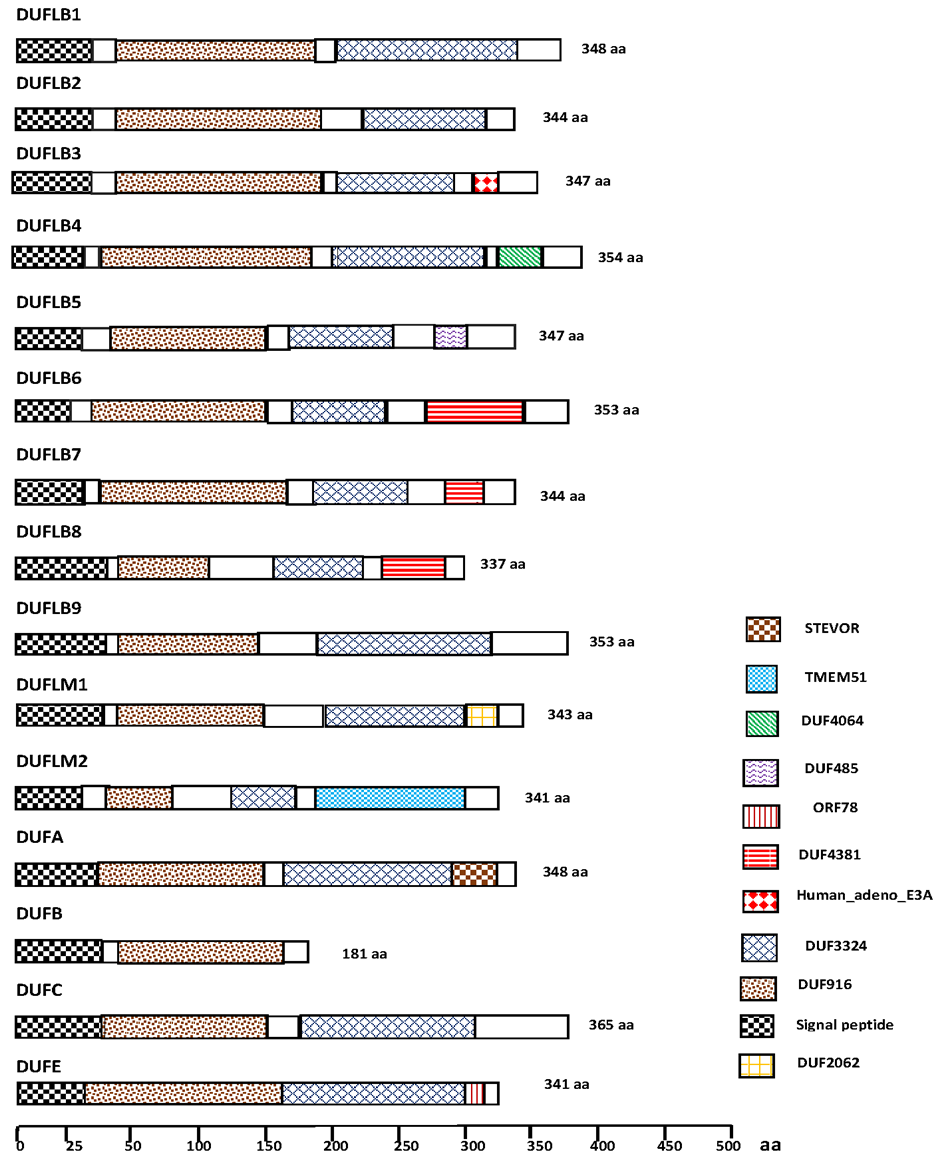 DUFLB1
348 aa
DUFLB2
344 aa
DUFLB3
347 aa
DUFLB4
354 aa
DUFLB5
347 aa
DUFLB6
353 aa
DUFLB7
344 aa
DUFLB8
337 aa
DUFLB9
353 aa
DUFLM1
343 aa
DUFLM2
341 aa
DUFA
348 aa
DUFB
181 aa
DUFC
365 aa
DUFE
341 aa
STEVOR
TMEM51
DUF4064
DUF485
ORF78
DUF4381
Human_adeno_E3A
DUF3324
DUF916
Signal peptide
DUF2062
0 25 50 100 150 200 250 300 350 400 450 500 aa